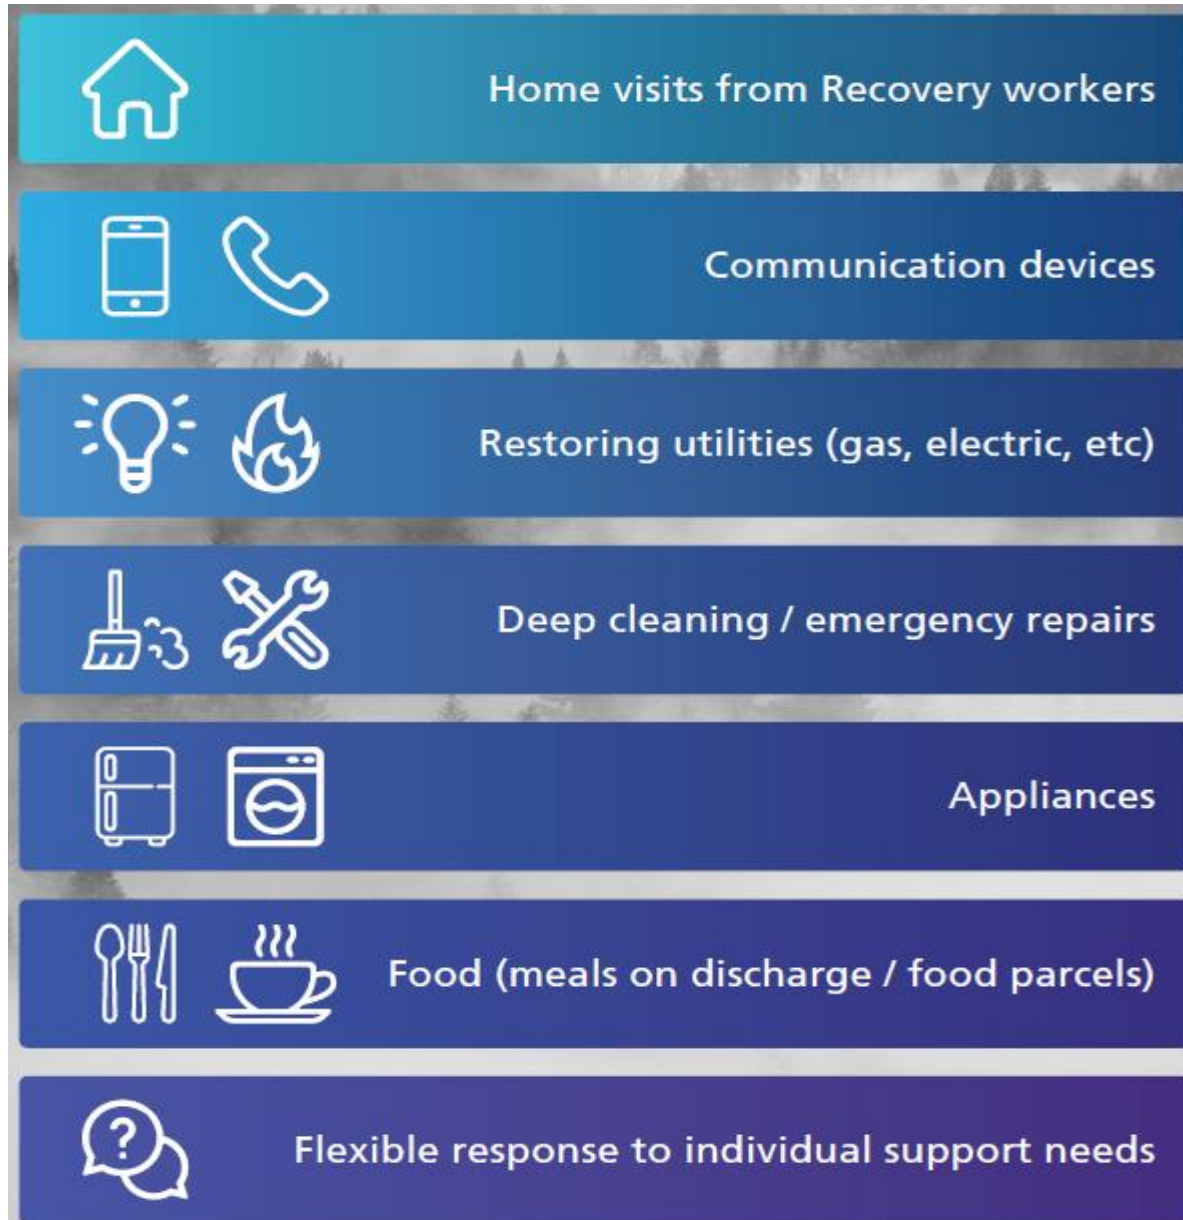 Home visits from Recovery workers
Communication devices
Restoring utilities (gas, electric, etc)
Deep cleaning / emergency repairs
Appliances
Food (meals on discharge / food parcels)
?
Flexible response to individual support needs